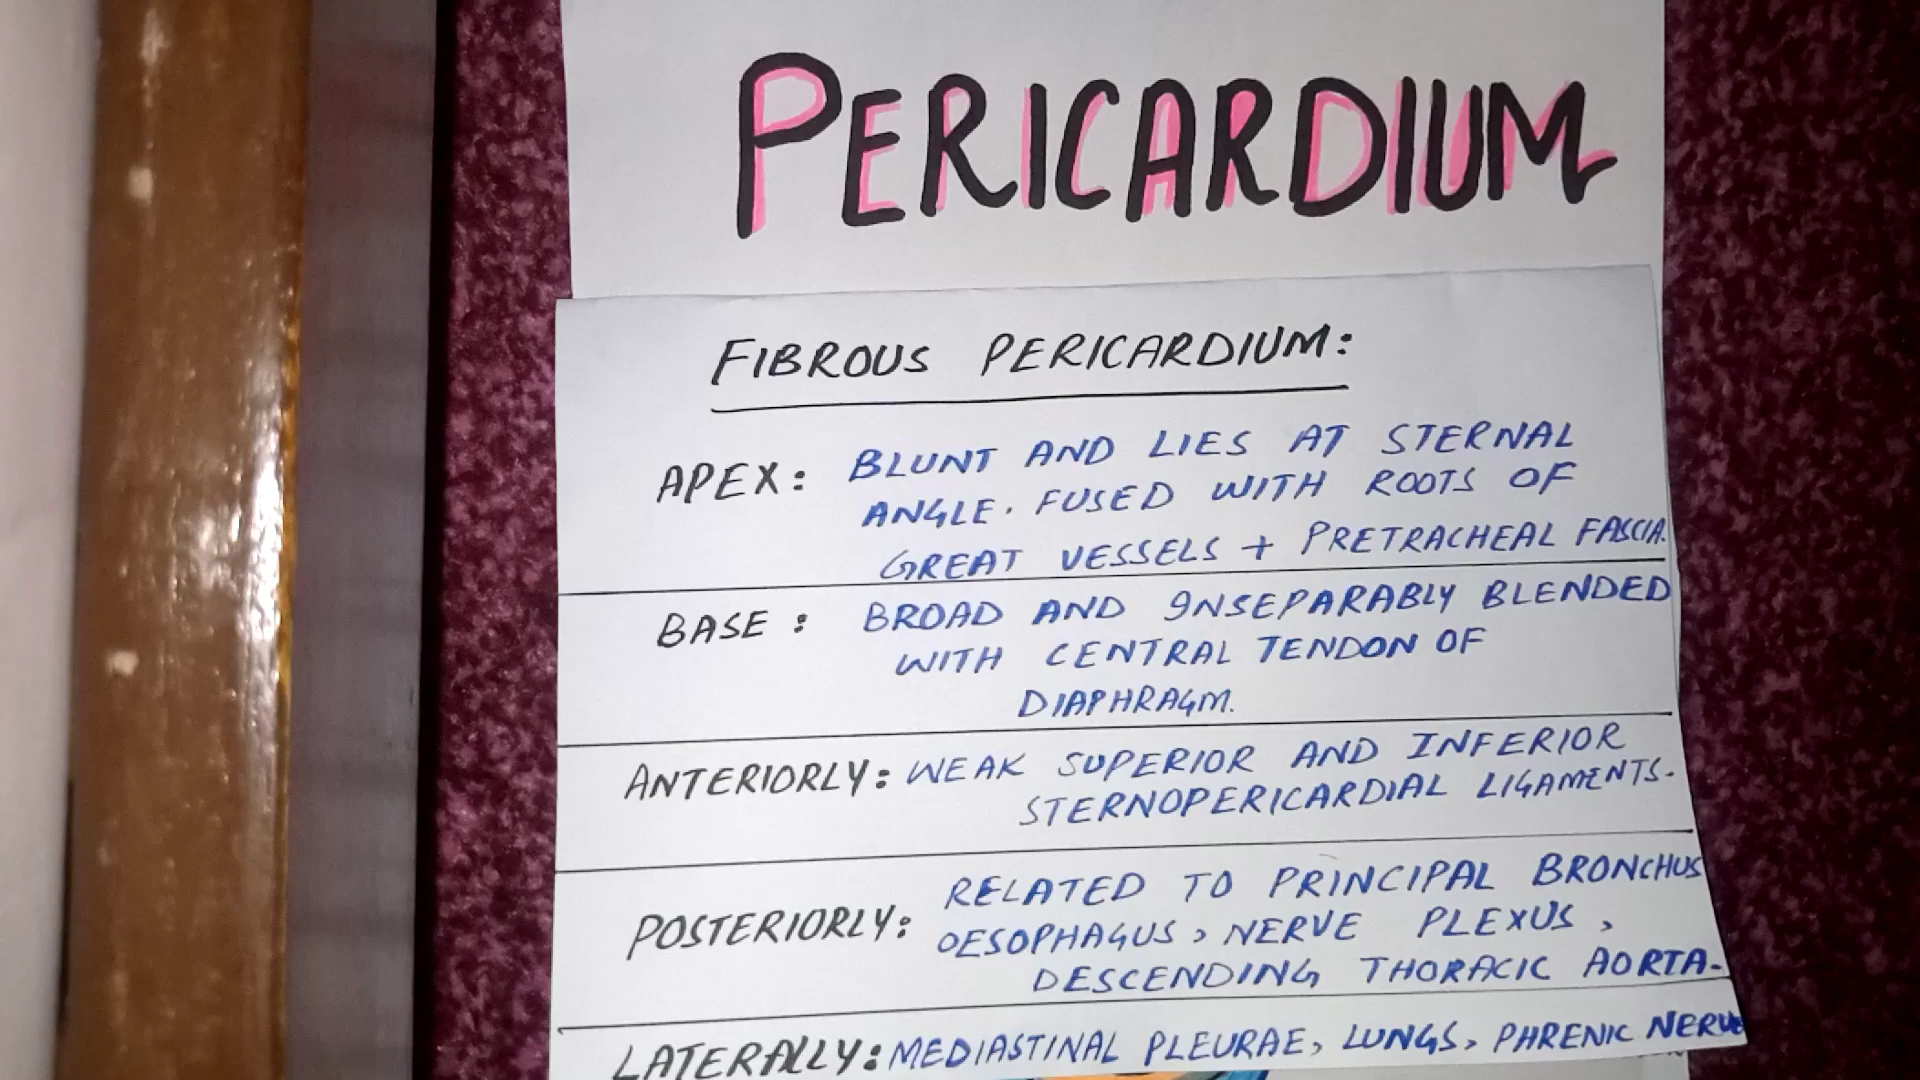 PERICARDIUM
FIBROUS PERICARDIUM:
APEX: BLUNT AND LIES AT STERNAL
ANGLE. FUSED WITH ROOTS OF
GREAT VESSELS + PRETRACHEAL FASCIA.
BASE: BROAD AND INSEPARABLY BLENDED
WITH CENTRAL TENDON OF
DIAPHRAGM.
ANTERIORLY: WEAK SUPERIOR AND INFERIOR
STERNOPERICARDIAL LIGAMENTS.
POSTERIORLY: RELATED TO PRINCIPAL BRONCHUS
OESOPHAGUS, NERVE PLEXUS,
DESCENDING THORACIC AORTA.
LATERALLY: MEDIASTINAL PLEURAE, LUNGS, PHRENIC NERVE